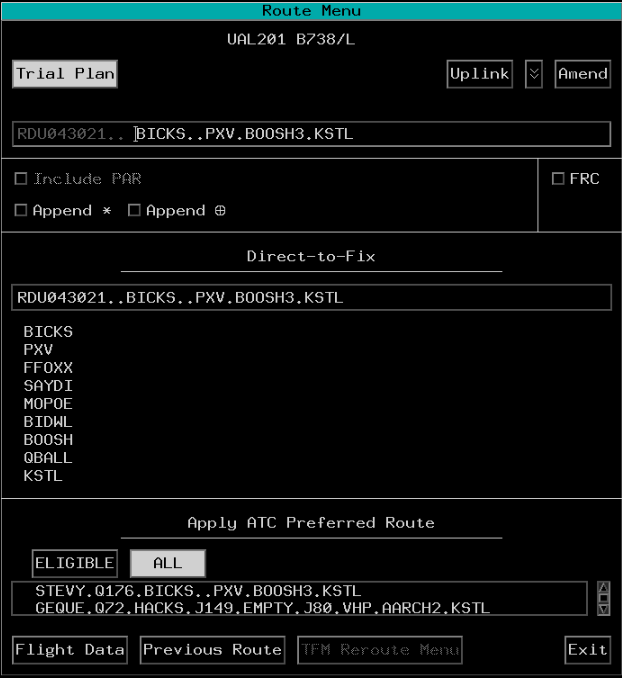 Route Menu
UAL201 B738/L
Trial Plan Uplink Amend
RDU043021.. BICKS..PXV.BOOSH3.KSTL
Include PAR FRC
Append * Append ⊕
Direct-to-Fix
RDU043021..BICKS..PXV.BOOSH3.KSTL
BICKS
PXV
FFOXX
SAYDI
MOPOE
BIDWL
BOOSH
QBALL
KSTL
Apply ATC Preferred Route
ELIGIBLE ALL
STEVY.Q176.BICKS..PXV.BOOSH3.KSTL
GEQUE.Q72.HACKS.J149.EMPTY.J80.VHP.AARCH2.KSTL
Flight Data Previous Route TFM Reroute Menu Exit